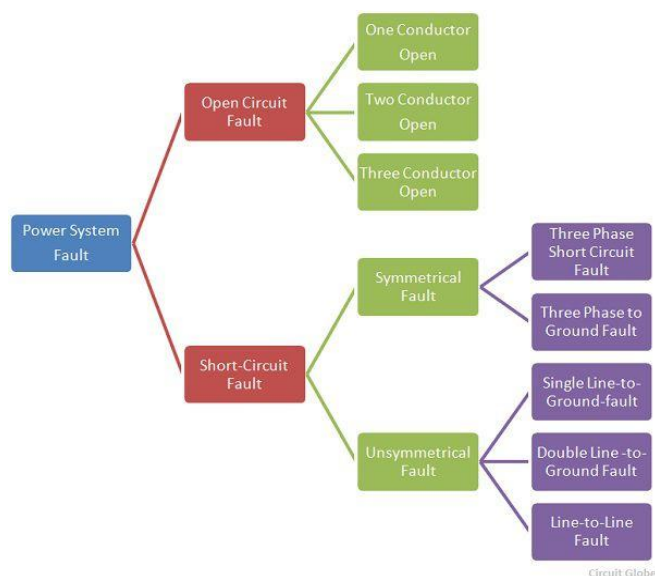 One Conductor
Open
Open Circuit
Fault
Two Conductor
Open
Three Conductor
Open
Power System
Fault
Three Phase
Short Circuit
Fault
Symmetrical
Fault
Three Phase to
Ground Fault
Short-Circuit
Fault
Single Line-to-
Ground-fault
Unsymmetrical
Fault
Double Line -to-
Ground Fault
Line-to-Line
Fault
Circuit Globe